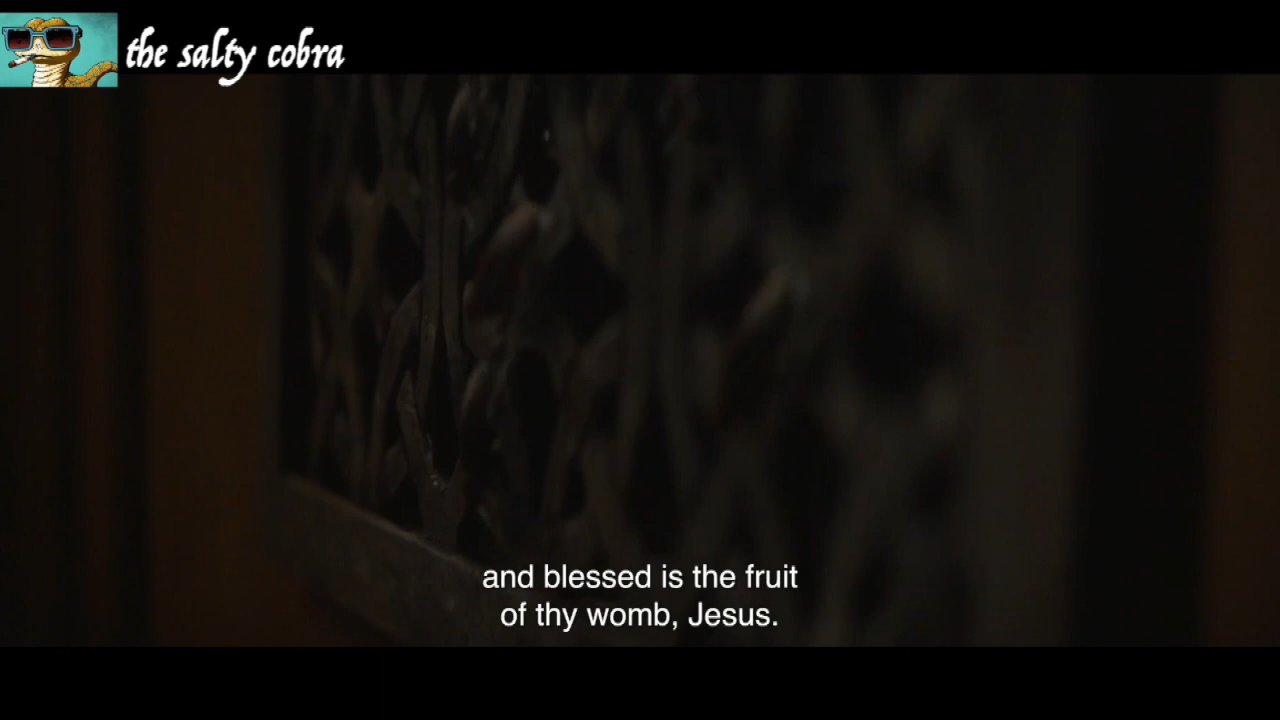 the salty cobra
and blessed is the fruit
of thy womb, Jesus.